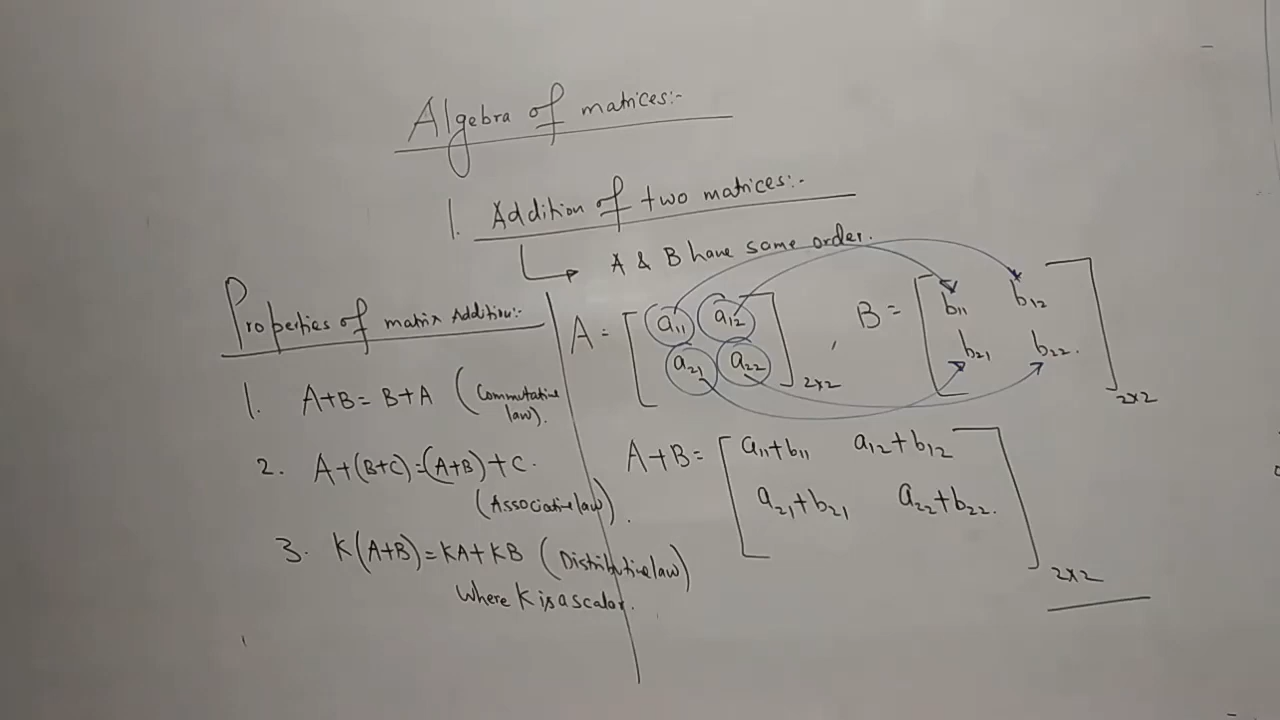 Algebra of matrices:-
1. Addition of two matrices:-
A & B have same order.
Properties of matrix Addition:-
1. A+B = B+A (Commutative
law).
2. A+(B+C)=(A+B)+C.
(Associative law).
3. K(A+B)=KA+KB (Distributive law)
Where K is a scalar.
A = [a11 a12
a21 a22]2x2 , B = [b11 b12
b21 b22.]2x2
A+B= [a11+b11 a12+b12
a21+b21 a22+b22.]2x2